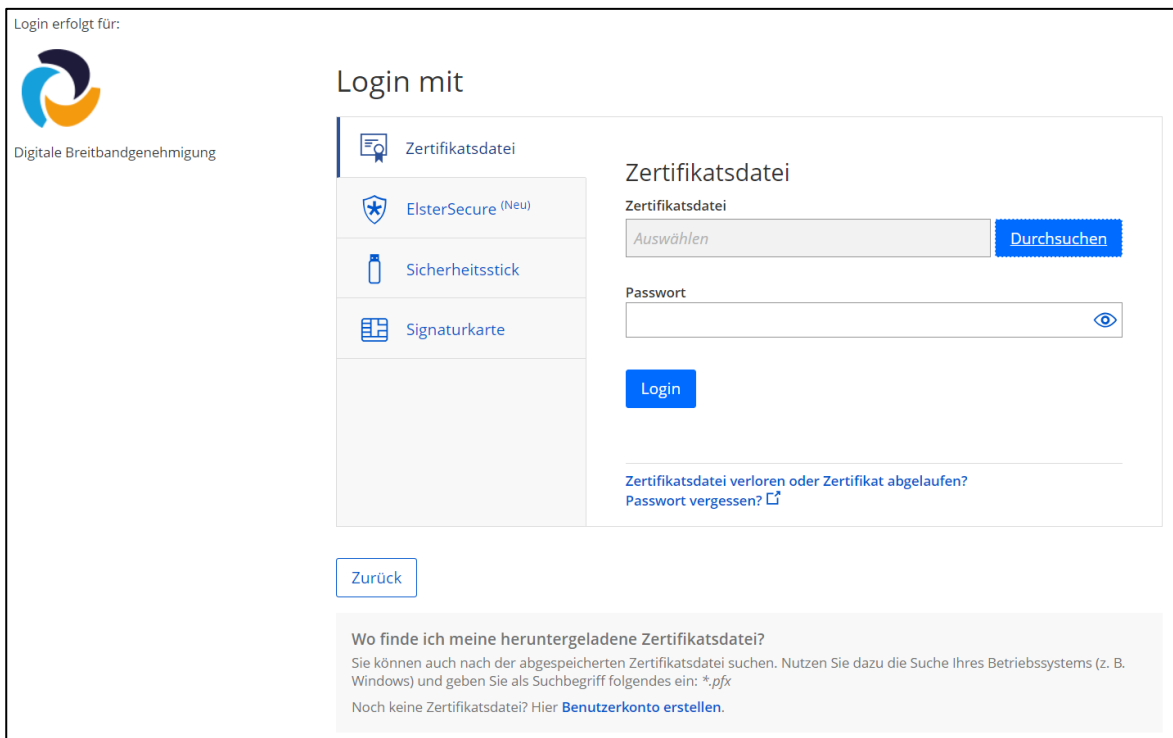 Login erfolgt für:
Digitale Breitbandgenehmigung
Login mit
Zertifikatsdatei
ElsterSecure (Neu)
Sicherheitsstick
Signaturkarte
Zertifikatsdatei
Zertifikatsdatei
Auswählen
Durchsuchen
Passwort
Login
Zertifikatsdatei verloren oder Zertifikat abgelaufen?
Passwort vergessen?
Zurück
Wo finde ich meine heruntergeladene Zertifikatsdatei?
Sie können auch nach der abgespeicherten Zertifikatsdatei suchen. Nutzen Sie dazu die Suche Ihres Betriebssystems (z. B.
Windows) und geben Sie als Suchbegriff folgendes ein: *.pfx
Noch keine Zertifikatsdatei? Hier Benutzerkonto erstellen.